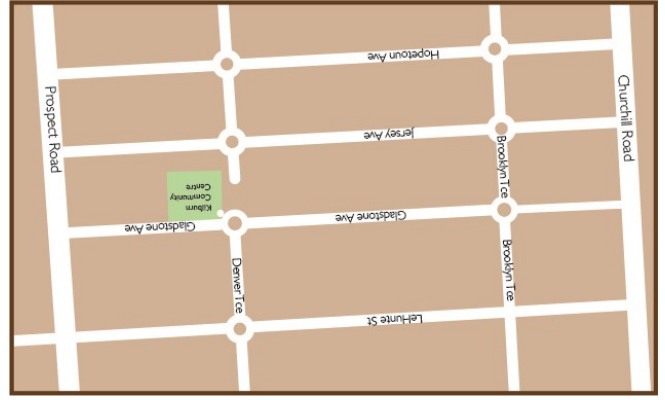 Hopetoun Ave
Prospect Road
Churchill Road
Jersey Ave
Brooklyn Tce
Kilburn
Community
Centre
Gladstone Ave
Gladstone Ave
Denver Tce
Brooklyn Tce
LeHunte St